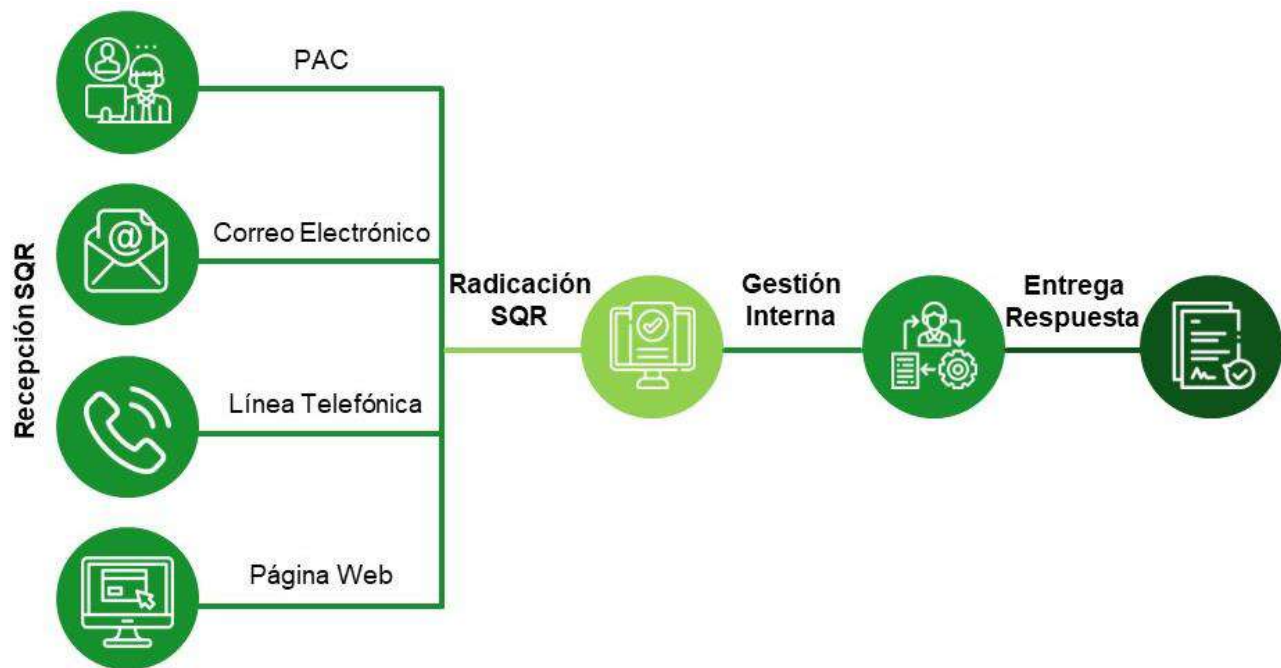 Recepción SQR
PAC
Correo Electrónico
Línea Telefónica
Página Web
Radicación
SQR
Gestión
Interna
Entrega
Respuesta